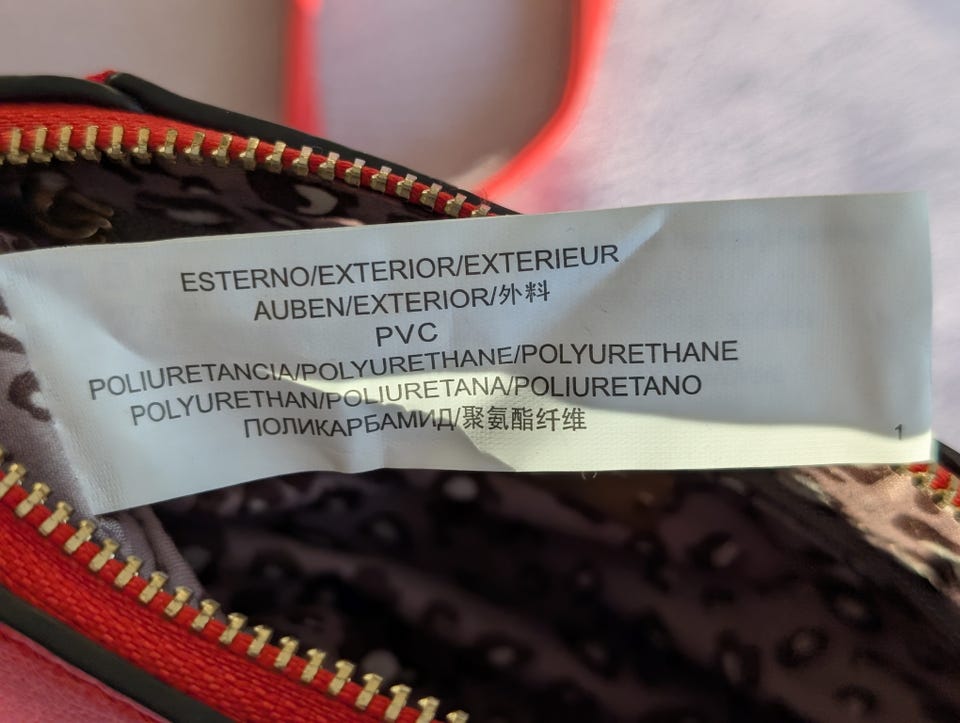 ESTERNO/EXTERIOR/EXTERIEUR
AUBEN/EXTERIOR/外料
PVC
POLIURETANCIA/POLYURETHANE/POLYURETHANE
POLYURETHAN/POLIURETANA/POLIURETANO
ПОЛИКАРБАМИД/聚氨酯纤维
1